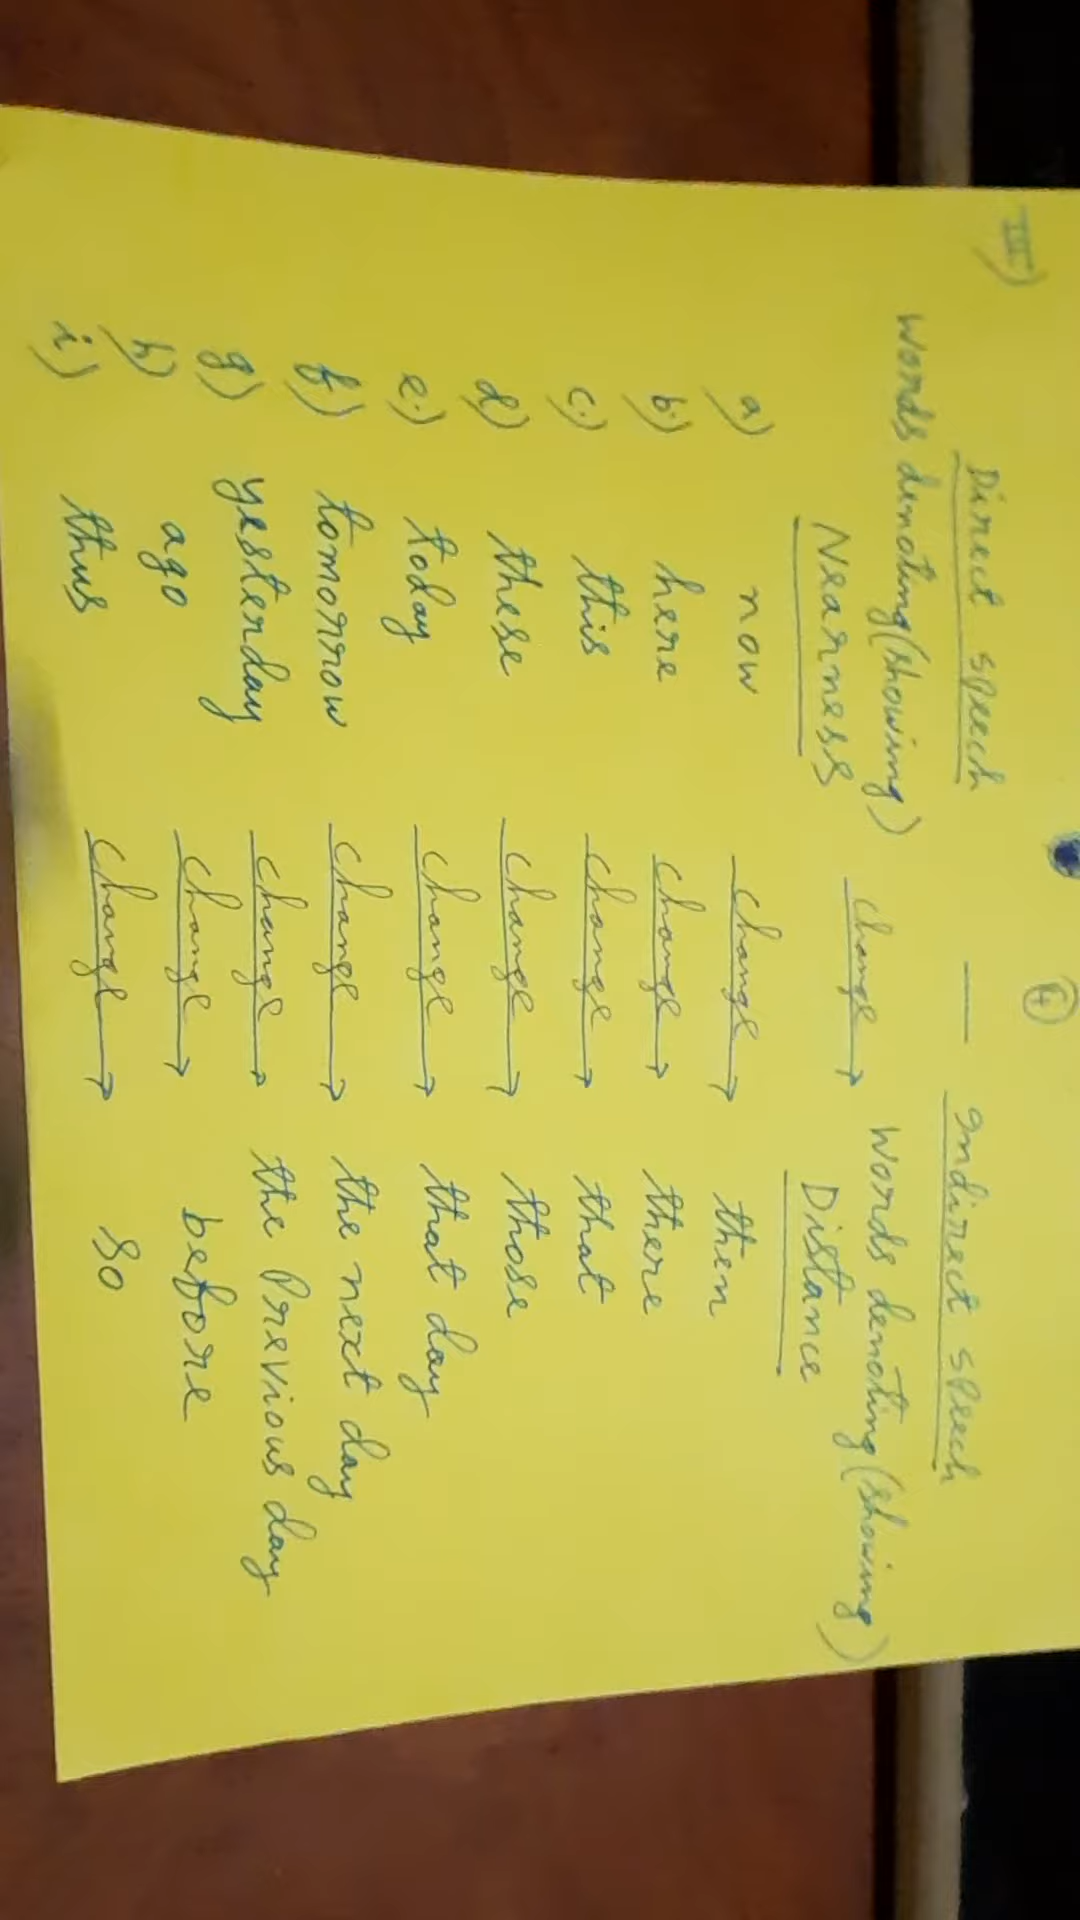 ④
III) Direct speech — Indirect speech
words denoting(showing) change→ words denoting(showing)
Nearness Distance
a) now change→ then
b.) here change→ there
c.) this change→ that
d) these change→ those
e.) today change→ that day
f.) tomorrow change→ the next day
g) yesterday change→ the previous day
h) ago change→ before
i) thus change→ so